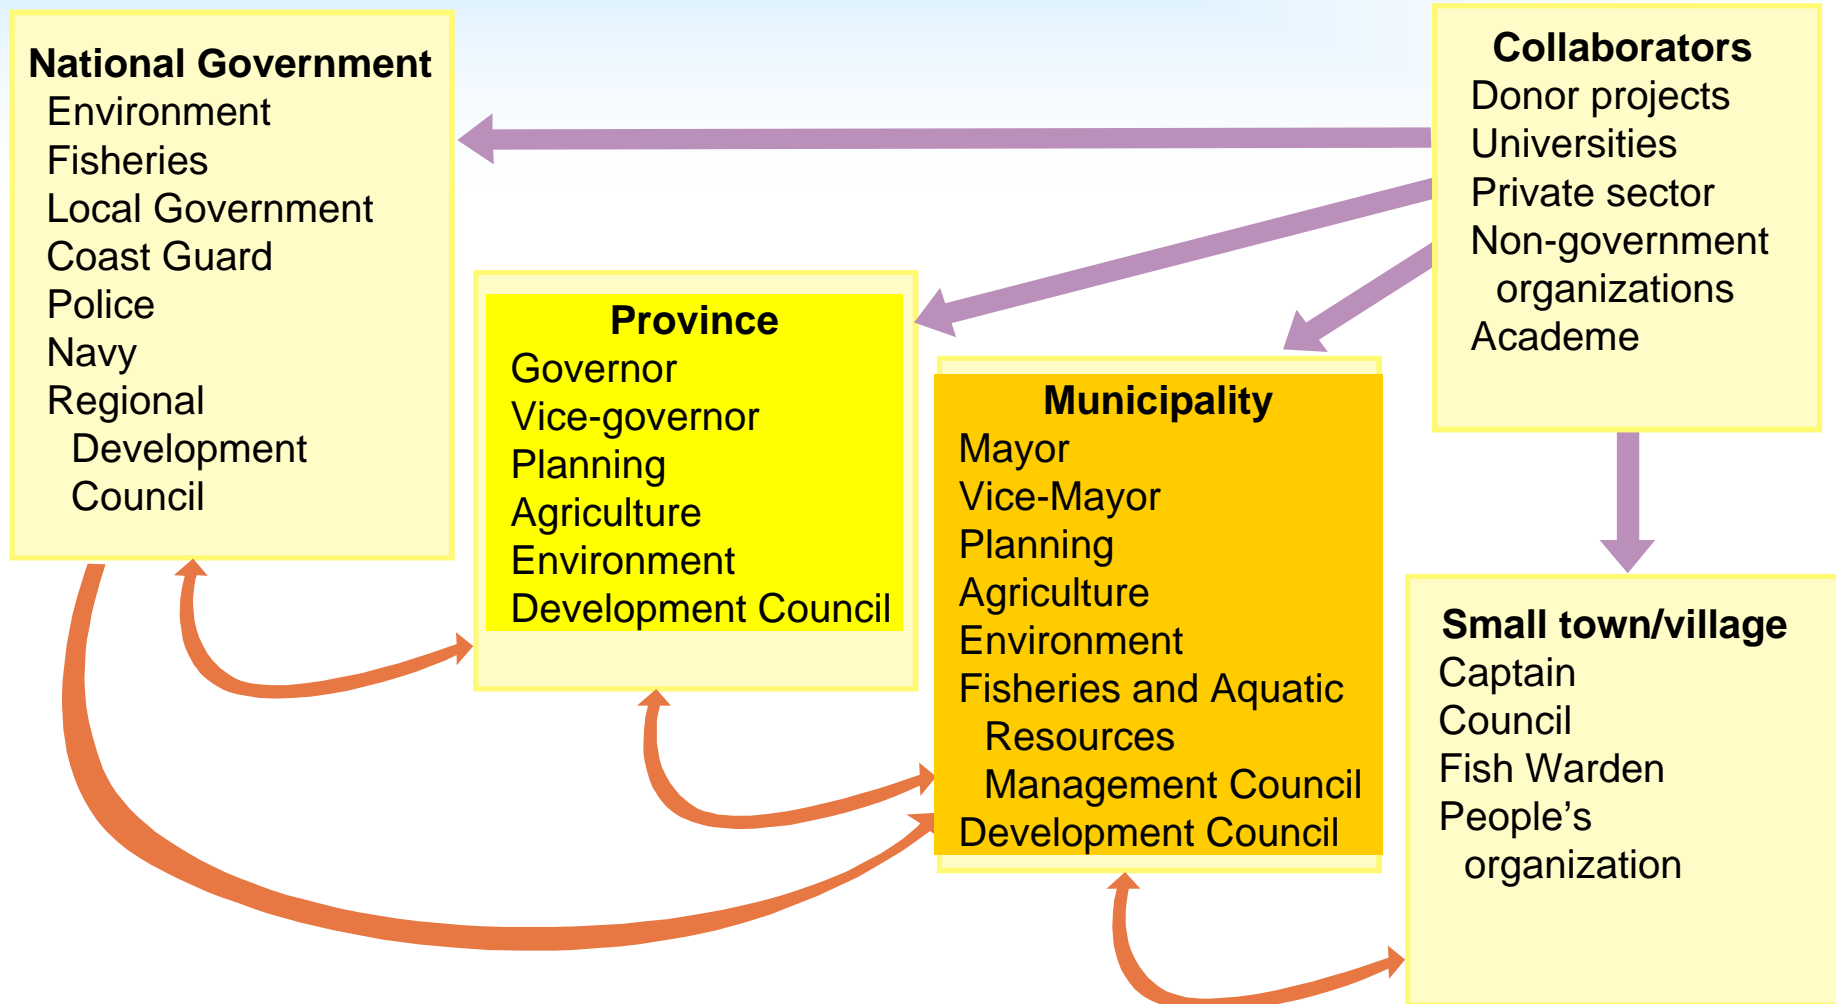 National Government
Environment
Fisheries
Local Government
Coast Guard
Police
Navy
Regional
Development
Council
Province
Governor
Vice-governor
Planning
Agriculture
Environment
Development Council
Municipality
Mayor
Vice-Mayor
Planning
Agriculture
Environment
Fisheries and Aquatic
Resources
Management Council
Development Council
Collaborators
Donor projects
Universities
Private sector
Non-government
organizations
Academe
Small town/village
Captain
Council
Fish Warden
People’s
organization